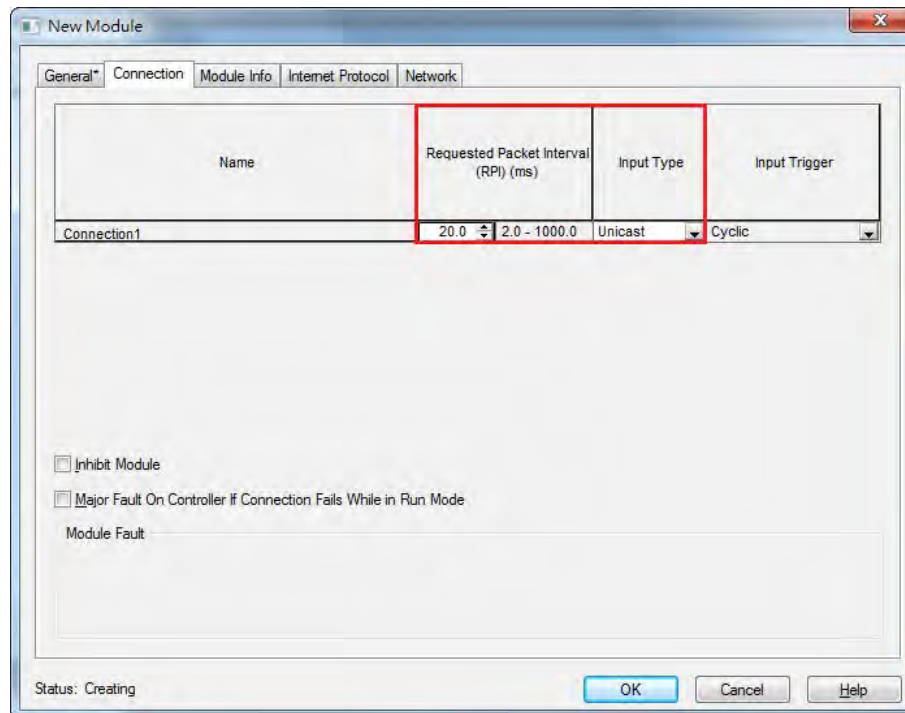 New Module
General* Connection Module Info Internet Protocol Network
Name
Requested Packet Interval
(RPI) (ms)
Input Type
Input Trigger
Connection1 20.0 2.0 - 1000.0 Unicast Cyclic
Inhibit Module
Major Fault On Controller If Connection Fails While in Run Mode
Module Fault
Status: Creating OK Cancel Help